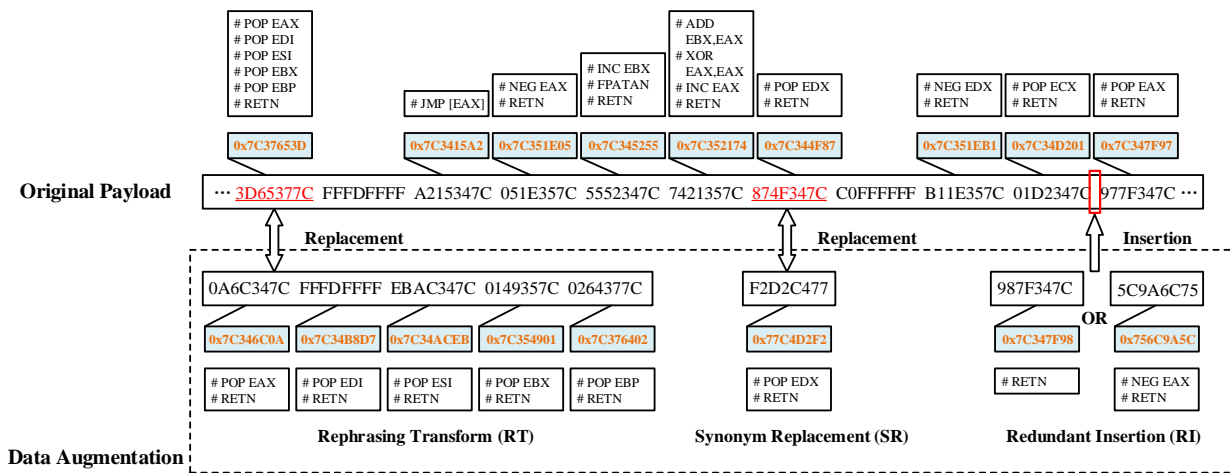 # POP EAX
# POP EDI
# POP ESI
# POP EBX
# POP EBP
# RETN
# JMP [EAX]
# NEG EAX
# RETN
# INC EBX
# FPATAN
# RETN
# ADD
EBX,EAX
# XOR
EAX,EAX
# INC EAX
# RETN
# POP EDX
# RETN
# NEG EDX
# RETN
# POP ECX
# RETN
# POP EAX
# RETN
0x7C37653D
0x7C3415A2
0x7C351E05
0x7C345255
0x7C352174
0x7C344F87
0x7C351EB1
0x7C34D201
0x7C347F97
Original Payload
··· 3D65377C FFFDFFFF A215347C 051E357C 5552347C 7421357C 874F347C C0FFFFFF B11E357C 01D2347C 977F347C ···
Replacement
Replacement
Insertion
0A6C347C FFFDFFFF EBAC347C 0149357C 0264377C
F2D2C477
987F347C
OR
5C9A6C75
0x7C346C0A
0x7C34B8D7
0x7C34ACEB
0x7C354901
0x7C376402
0x77C4D2F2
0x7C347F98
0x756C9A5C
# POP EAX
# RETN
# POP EDI
# RETN
# POP ESI
# RETN
# POP EBX
# RETN
# POP EBP
# RETN
# POP EDX
# RETN
# RETN
# NEG EAX
# RETN
Rephrasing Transform (RT)
Synonym Replacement (SR)
Redundant Insertion (RI)
Data Augmentation